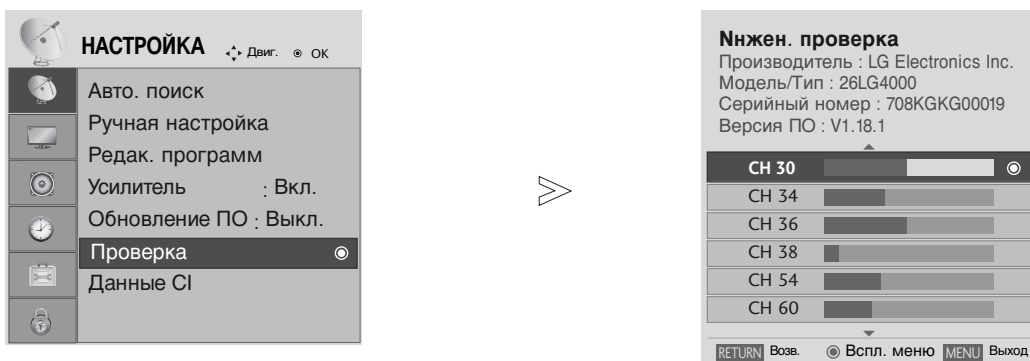 НАСТРОЙКА Двиг. OK
Авто. поиск
Ручная настройка
Редак. программ
Усилитель : Вкл.
Обновление ПО : Выкл.
Проверка
Данные CI
Nнжен. проверка
Производитель : LG Electronics Inc.
Модель/Тип : 26LG4000
Серийный номер : 708KGKG00019
Версия ПО : V1.18.1
CH 30
CH 34
CH 36
CH 38
CH 54
CH 60
RETURN Возв. Вспл. меню MENU Выход